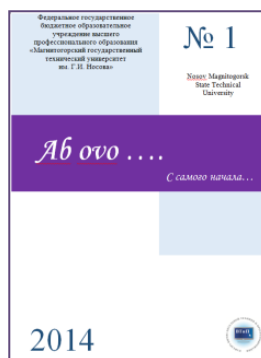 Федеральное государственное
бюджетное образовательное
учреждение высшего
профессионального образования
«Магнитогорский государственный
технический университет
им. Г.И. Носова»
№ 1
Nosov Magnitogorsk
State Technical
University
Ab ovo ....
С самого начала...
2014